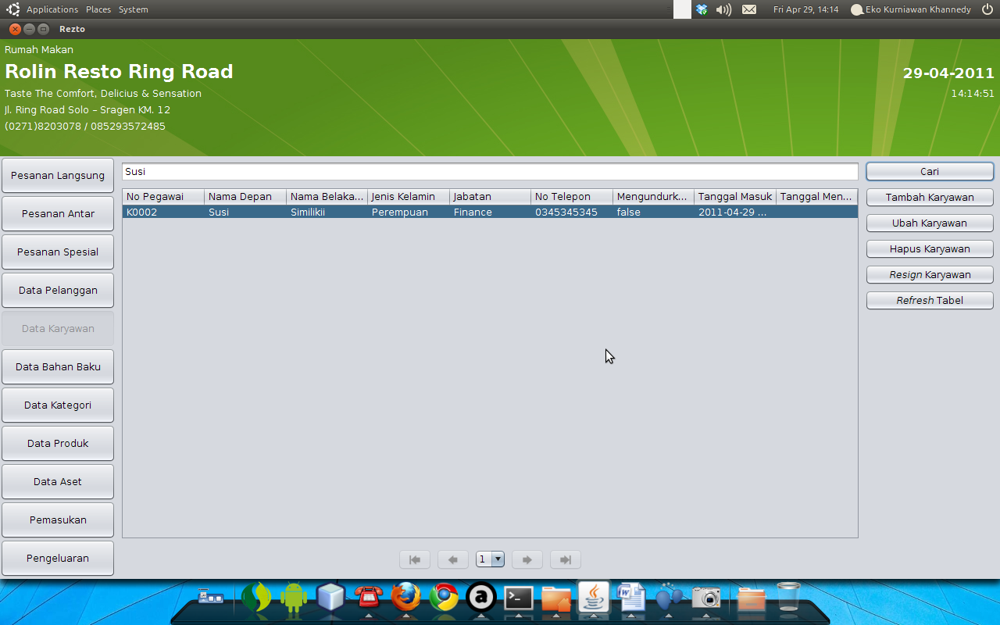 Applications Places System
Fri Apr 29, 14:14 Eko Kurniawan Khannedy
Rezto
Rumah Makan
Rolin Resto Ring Road
Taste The Comfort, Delicius & Sensation
Jl. Ring Road Solo – Sragen KM. 12
(0271)8203078 / 085293572485
29-04-2011
14:14:51
Pesanan Langsung
Pesanan Antar
Pesanan Spesial
Data Pelanggan
Data Karyawan
Data Bahan Baku
Data Kategori
Data Produk
Data Aset
Pemasukan
Pengeluaran
Susi
No Pegawai Nama Depan Nama Belaka... Jenis Kelamin Jabatan No Telepon Mengundurk... Tanggal Masuk Tanggal Men...
K0002 Susi Similikii Perempuan Finance 0345345345 false 2011-04-29 ...
1
Cari
Tambah Karyawan
Ubah Karyawan
Hapus Karyawan
Resign Karyawan
Refresh Tabel